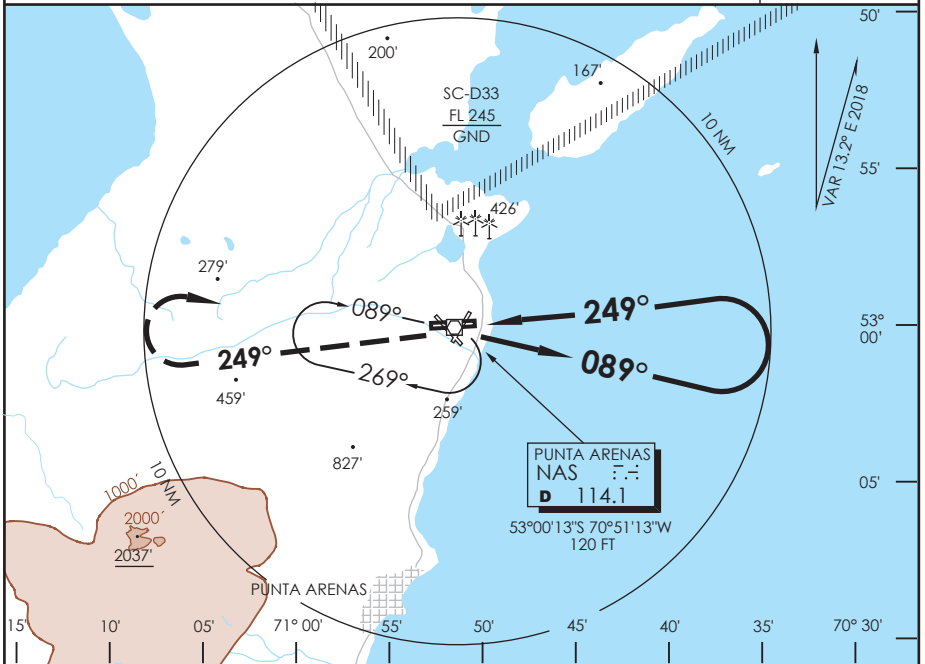 50'
200'
167'
SC-D33
FL 245
GND
10 NM
VAR 13.2° E 2018
55'
426'
279'
089°
249°
53°
00'
249°
089°
269°
459'
259'
827'
PUNTA ARENAS
NAS
D 114.1
53°00'13"S 70°51'13"W
120 FT
05'
10 NM
1000´
2000´
2037'
PUNTA ARENAS
15'
10'
05'
71° 00'
55'
50'
45'
40'
35'
70° 30'